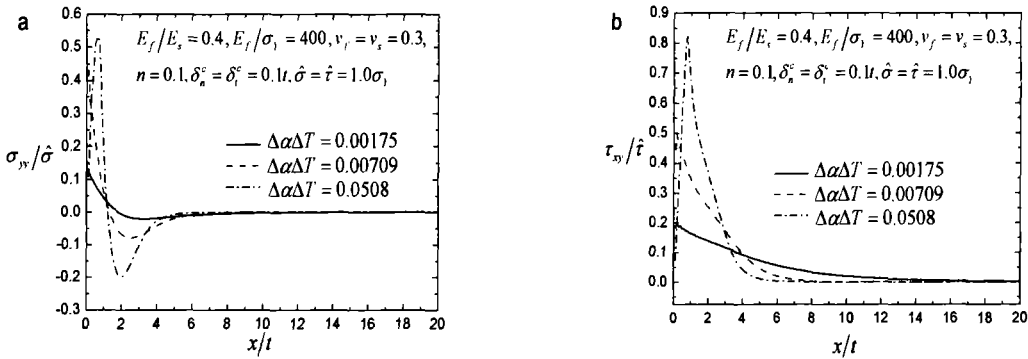 a
E_f/E_s = 0.4, E_f/σ_y = 400, ν_f = ν_s = 0.3,
n = 0.1, δ_n^c = δ_t^c = 0.1t, σ̂ = τ̂ = 1.0σ_y
0.6
0.5
0.4
0.3
0.2
0.1
0.0
-0.1
-0.2
-0.3
σ_yy/σ̂
ΔαΔT = 0.00175
ΔαΔT = 0.00709
ΔαΔT = 0.0508
0 2 4 6 8 10 12 14 16 18 20
x/t
b
E_f/E_s = 0.4, E_f/σ_y = 400, ν_f = ν_s = 0.3,
n = 0.1, δ_n^c = δ_t^c = 0.1t, σ̂ = τ̂ = 1.0σ_y
0.9
0.8
0.7
0.6
0.5
0.4
0.3
0.2
0.1
0.0
τ_xy/τ̂
ΔαΔT = 0.00175
ΔαΔT = 0.00709
ΔαΔT = 0.0508
0 2 4 6 8 10 12 14 16 18 20
x/t